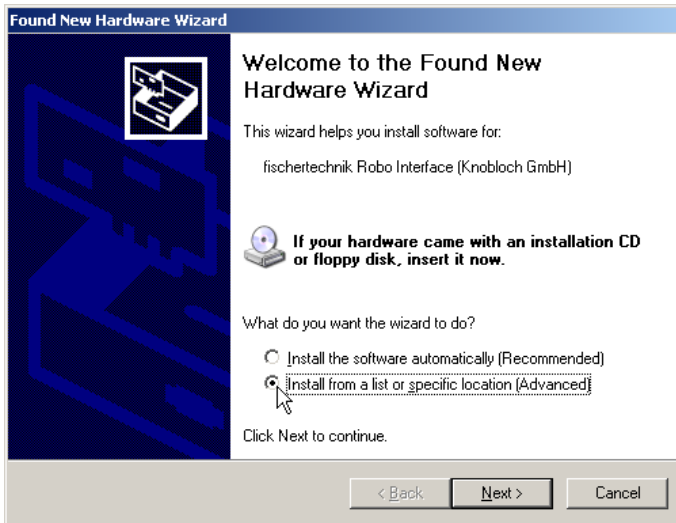 Found New Hardware Wizard
Welcome to the Found New
Hardware Wizard
This wizard helps you install software for:
fischertechnik Robo Interface (Knobloch GmbH)
If your hardware came with an installation CD
or floppy disk, insert it now.
What do you want the wizard to do?
Install the software automatically (Recommended)
Install from a list or specific location (Advanced)
Click Next to continue.
< Back Next > Cancel